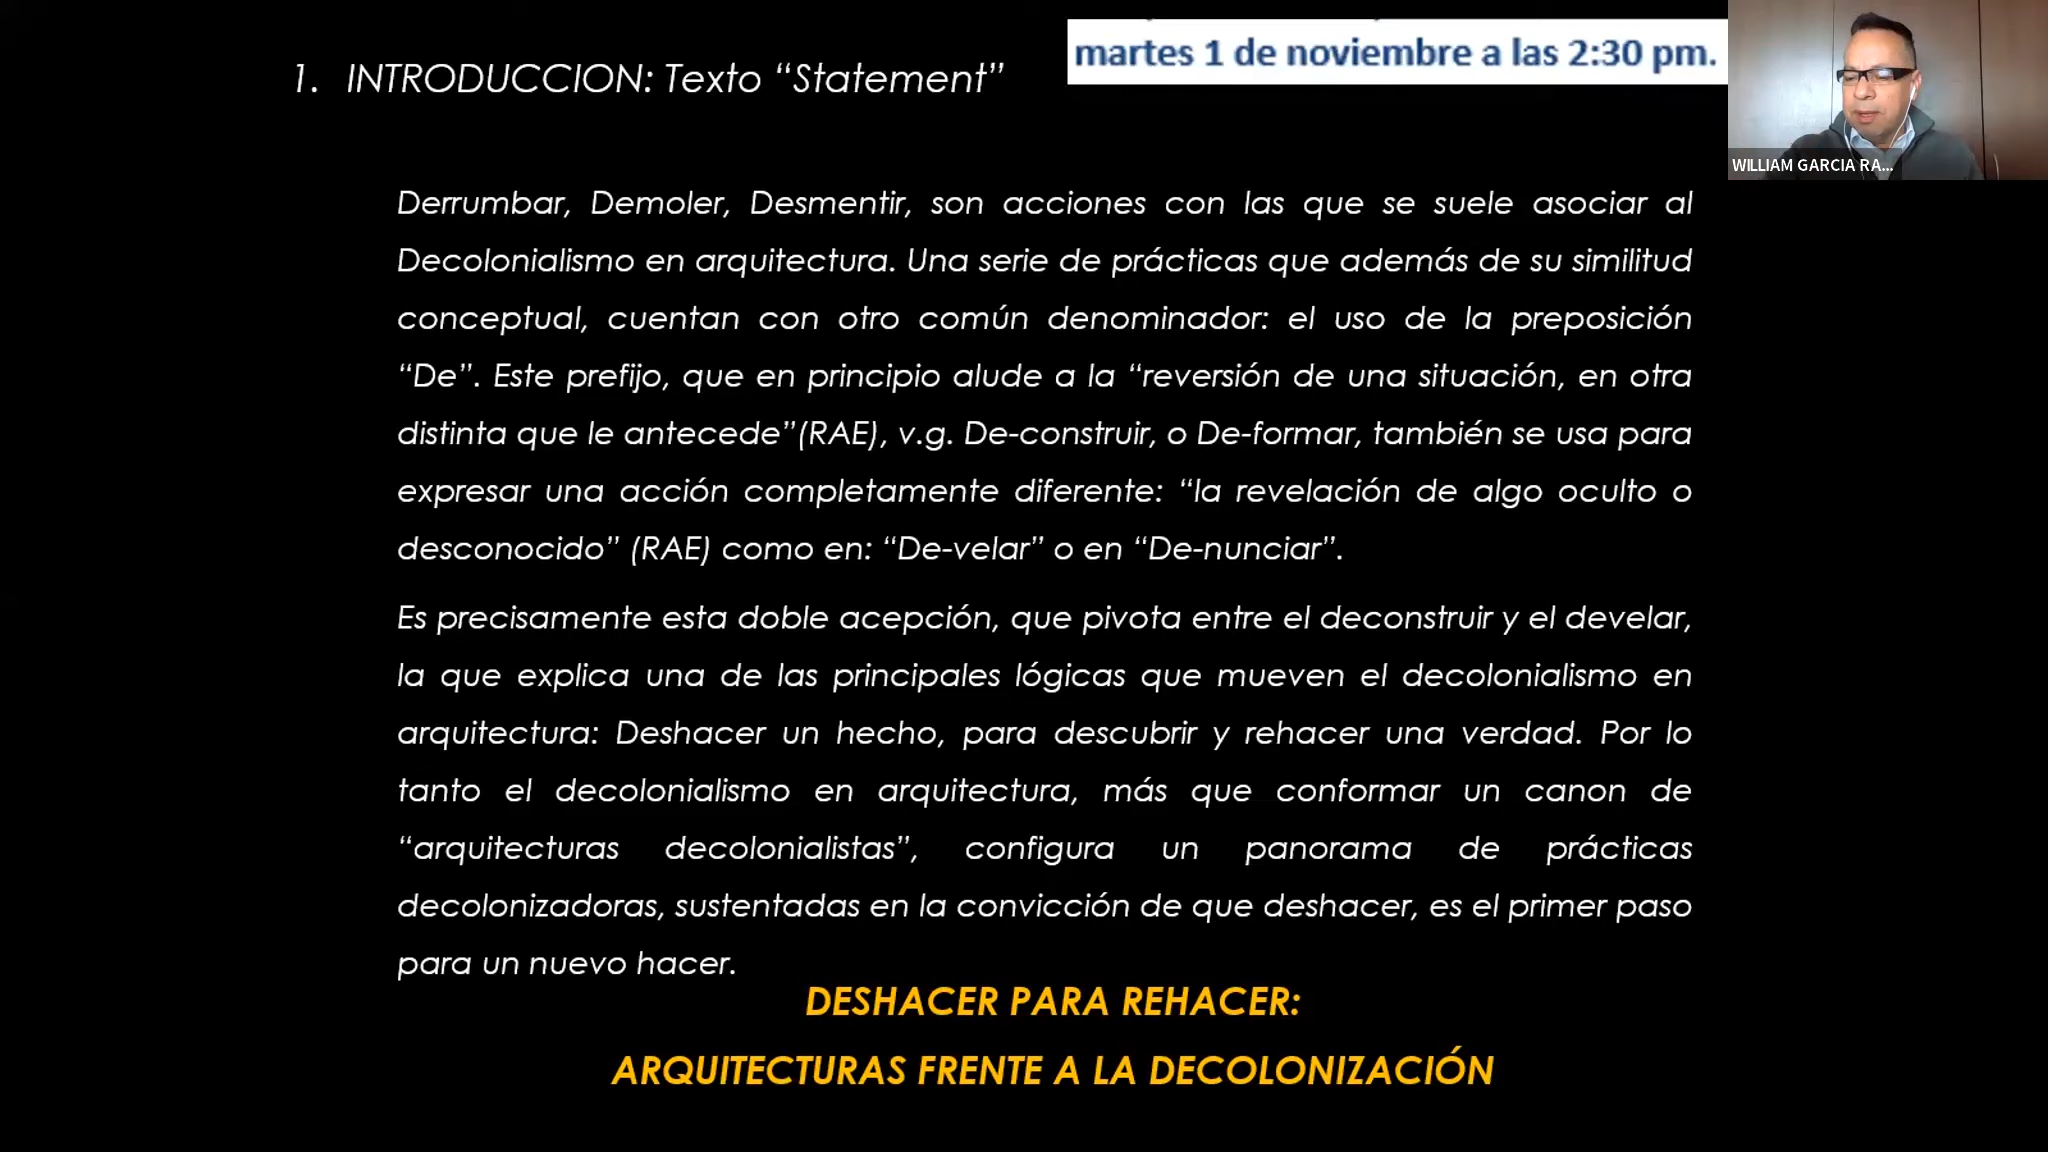 1. INTRODUCCION: Texto “Statement”
martes 1 de noviembre a las 2:30 pm.
WILLIAM GARCIA RA...
Derrumbar, Demoler, Desmentir, son acciones con las que se suele asociar al
Decolonialismo en arquitectura. Una serie de prácticas que además de su similitud
conceptual, cuentan con otro común denominador: el uso de la preposición
“De”. Este prefijo, que en principio alude a la “reversión de una situación, en otra
distinta que le antecede”(RAE), v.g. De-construir, o De-formar, también se usa para
expresar una acción completamente diferente: “la revelación de algo oculto o
desconocido” (RAE) como en: “De-velar” o en “De-nunciar”.
Es precisamente esta doble acepción, que pivota entre el deconstruir y el develar,
la que explica una de las principales lógicas que mueven el decolonialismo en
arquitectura: Deshacer un hecho, para descubrir y rehacer una verdad. Por lo
tanto el decolonialismo en arquitectura, más que conformar un canon de
“arquitecturas decolonialistas”, configura un panorama de prácticas
decolonizadoras, sustentadas en la convicción de que deshacer, es el primer paso
para un nuevo hacer.
DESHACER PARA REHACER:
ARQUITECTURAS FRENTE A LA DECOLONIZACIÓN